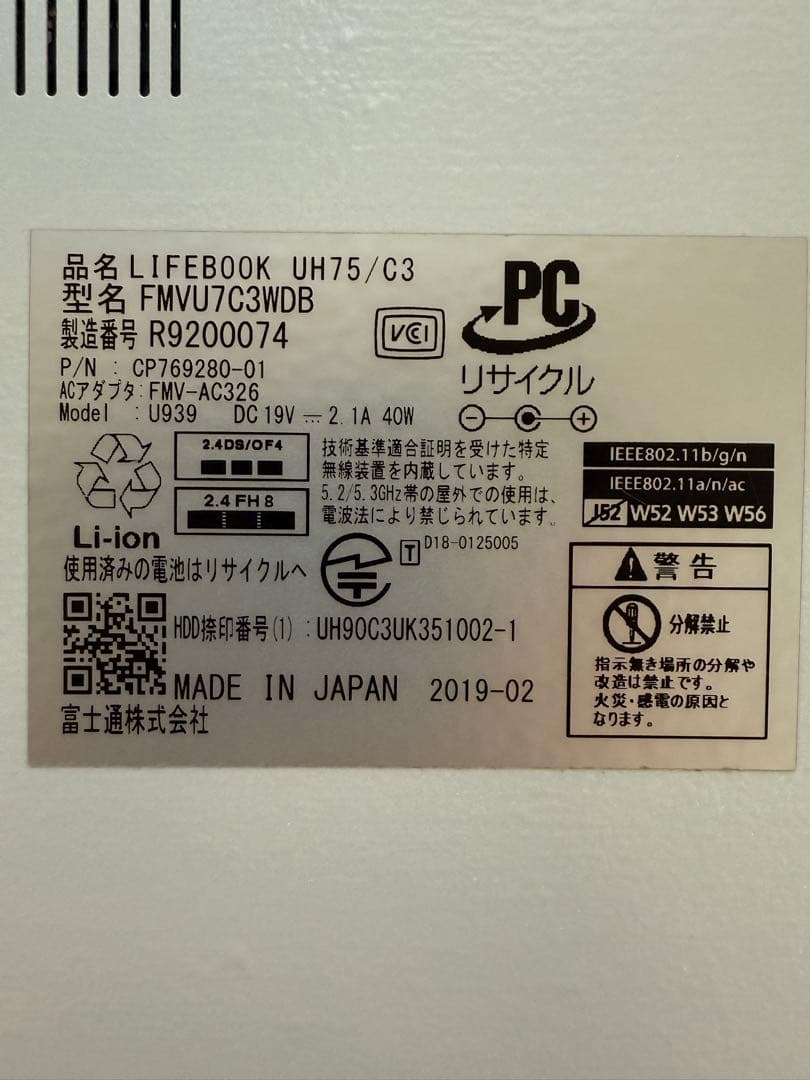 品名 LIFEBOOK UH75/C3
型名 FMVU7C3WDB
製造番号 R9200074
P/N : CP769280-01
ACアダプタ: FMV-AC326
Model : U939 DC 19V ⎓ 2.1A 40W
VCI
PC
リサイクル
2.4DS/OF4
2.4FH8
Li-ion
使用済みの電池はリサイクルへ
技術基準適合証明を受けた特定
無線装置を内蔵しています。
5.2/5.3GHz帯の屋外での使用は、
電波法により禁じられています。
T D18-0125005
IEEE802.11b/g/n
IEEE802.11a/n/ac
J52 W52 W53 W56
HDD捺印番号(1) : UH90C3UK351002-1
MADE IN JAPAN 2019-02
富士通株式会社
警告
分解禁止
指示無き場所の分解や
改造は禁止です。
火災・感電の原因と
なります。